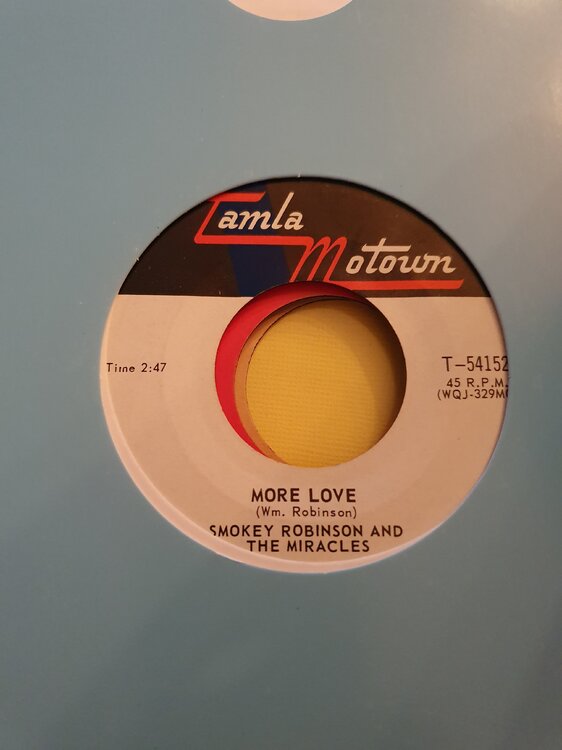 Tamla
Motown
Time 2:47
T-54152
45 R.P.M.
(WQJ-329M
MORE LOVE
(Wm. Robinson)
SMOKEY ROBINSON AND
THE MIRACLES